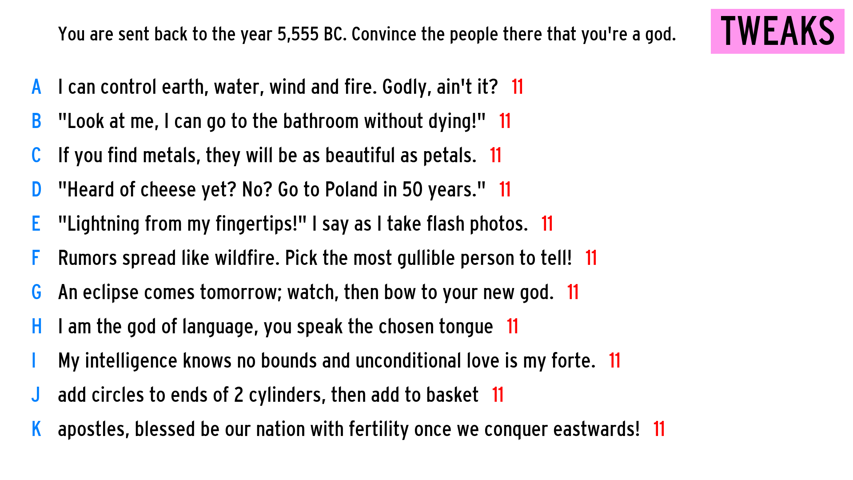 You are sent back to the year 5,555 BC. Convince the people there that you're a god.
TWEAKS
A I can control earth, water, wind and fire. Godly, ain't it? 11
B "Look at me, I can go to the bathroom without dying!" 11
C If you find metals, they will be as beautiful as petals. 11
D "Heard of cheese yet? No? Go to Poland in 50 years." 11
E "Lightning from my fingertips!" I say as I take flash photos. 11
F Rumors spread like wildfire. Pick the most gullible person to tell! 11
G An eclipse comes tomorrow; watch, then bow to your new god. 11
H I am the god of language, you speak the chosen tongue 11
I My intelligence knows no bounds and unconditional love is my forte. 11
J add circles to ends of 2 cylinders, then add to basket 11
K apostles, blessed be our nation with fertility once we conquer eastwards! 11